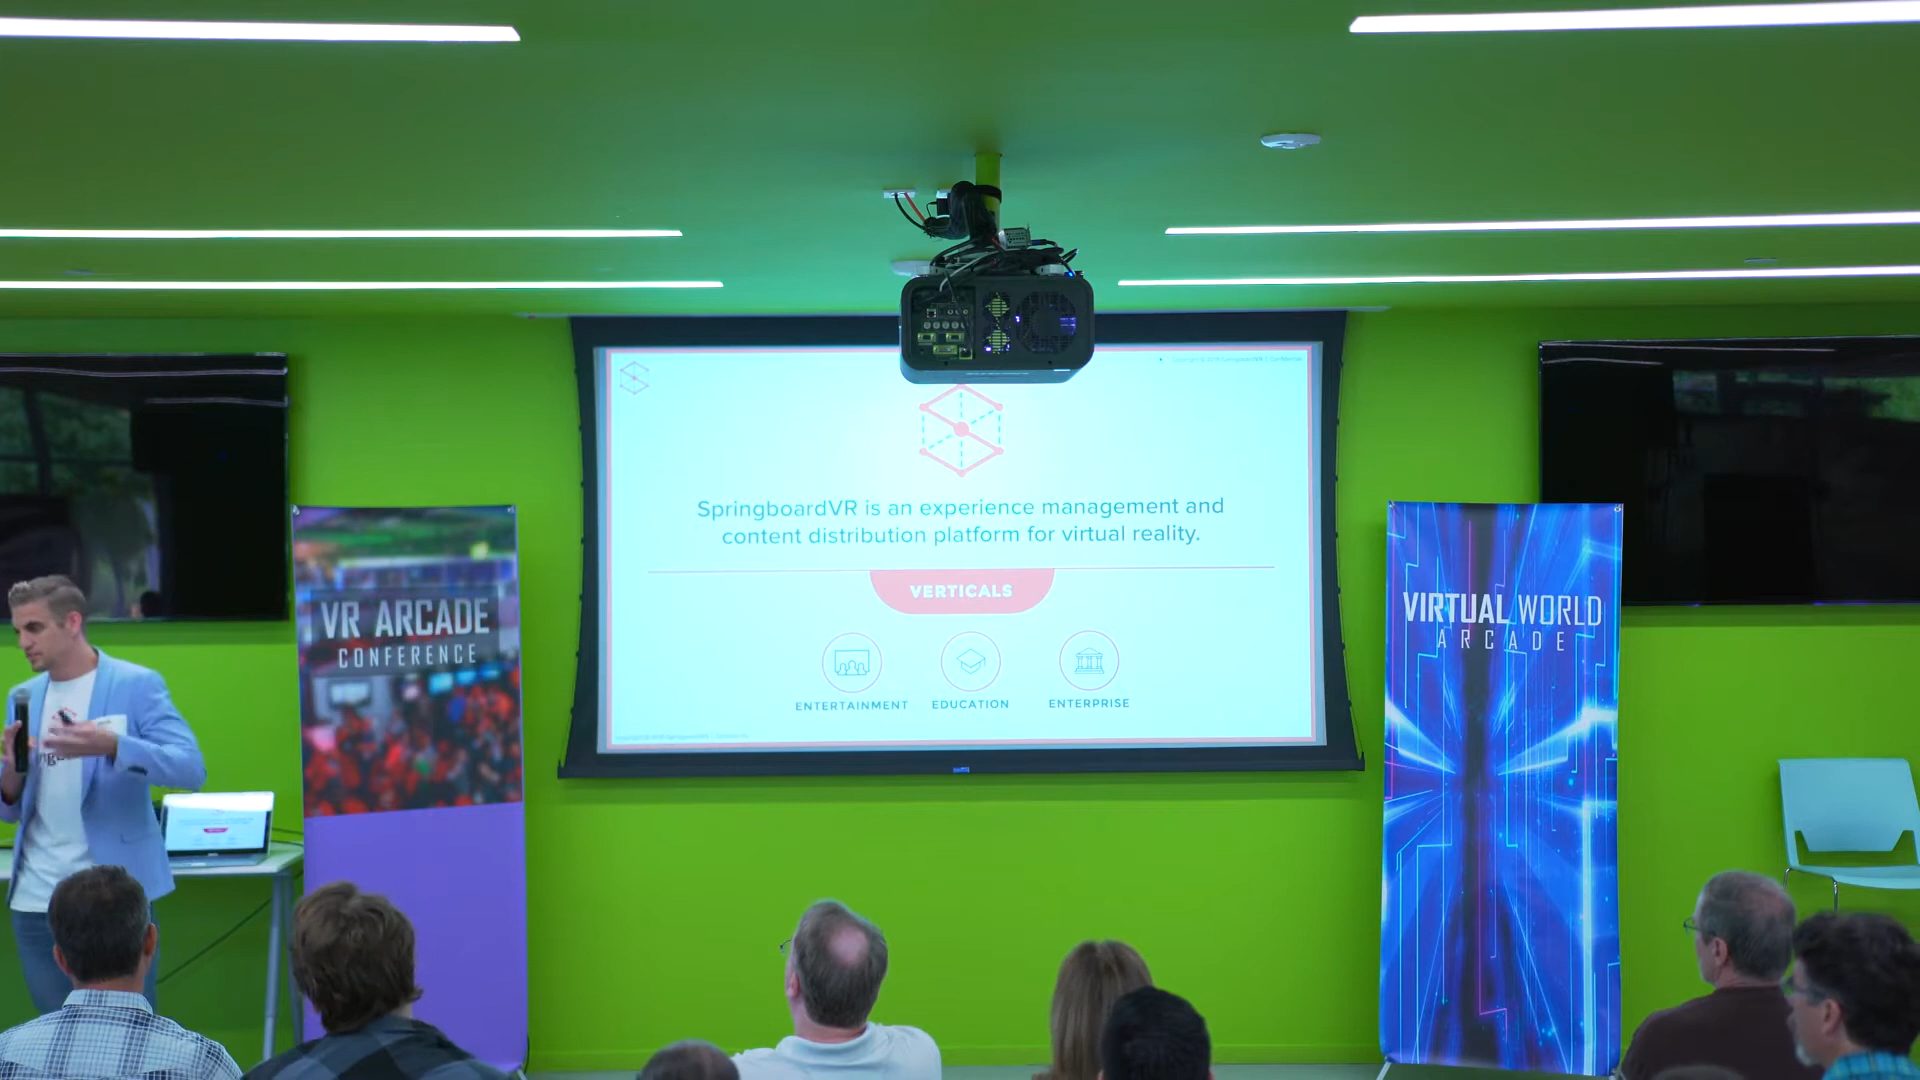 SpringboardVR is an experience management and
content distribution platform for virtual reality.
VERTICALS
ENTERTAINMENT
EDUCATION
ENTERPRISE
VR ARCADE
CONFERENCE
VIRTUAL WORLD
ARCADE